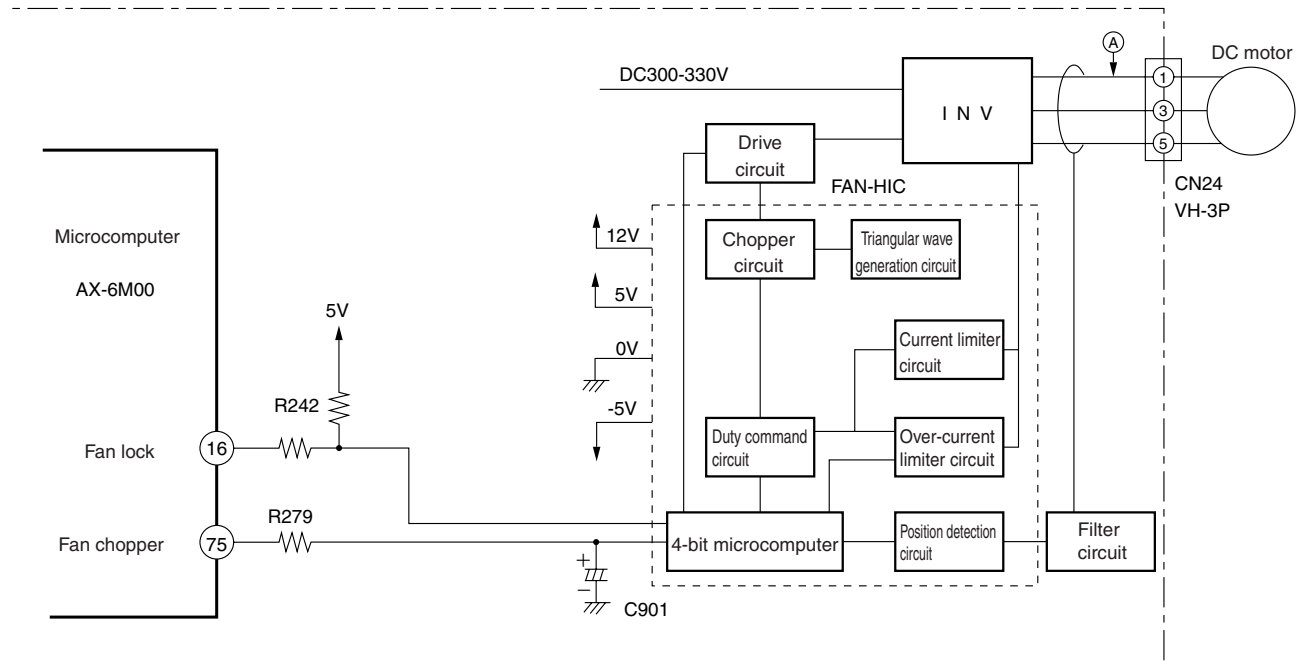 A
DC motor
DC300-330V
1
I N V
3
Drive
circuit
5
FAN-HIC
CN24
VH-3P
Microcomputer
AX-6M00
12V
Chopper
circuit
Triangular wave
generation circuit
5V
5V
0V
Current limiter
circuit
R242
-5V
Fan lock
16
Duty command
circuit
Over-current
limiter circuit
R279
Fan chopper
75
4-bit microcomputer
Position detection
circuit
Filter
circuit
+
−
C901